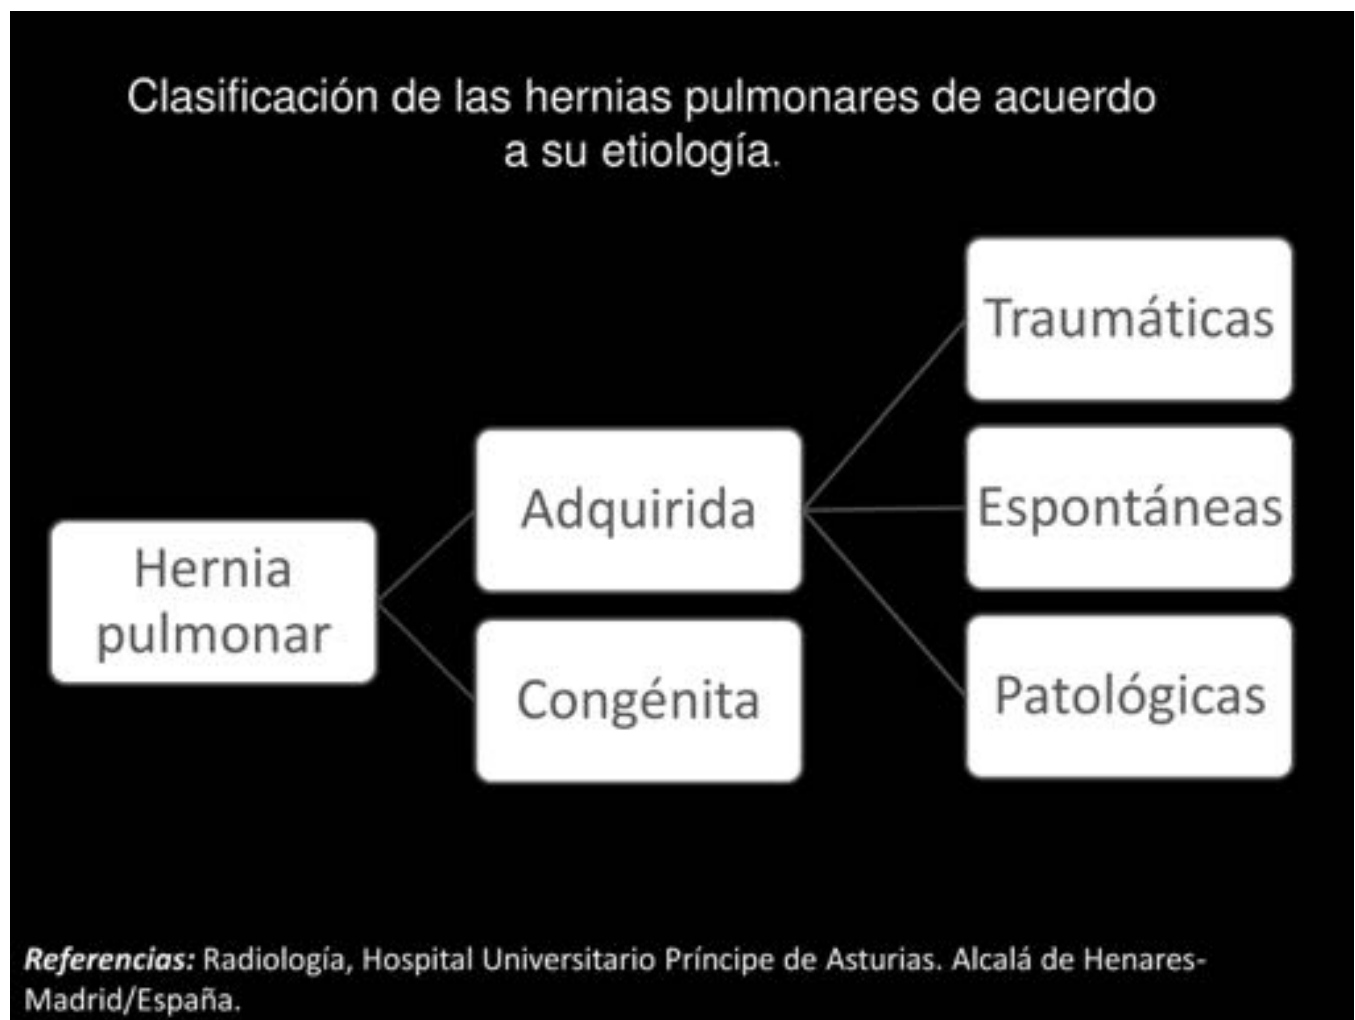 Clasificación de las hernias pulmonares de acuerdo
a su etiología.
Hernia
pulmonar
Adquirida
Congénita
Traumáticas
Espontáneas
Patológicas
Referencias: Radiología, Hospital Universitario Príncipe de Asturias. Alcalá de Henares-
Madrid/España.